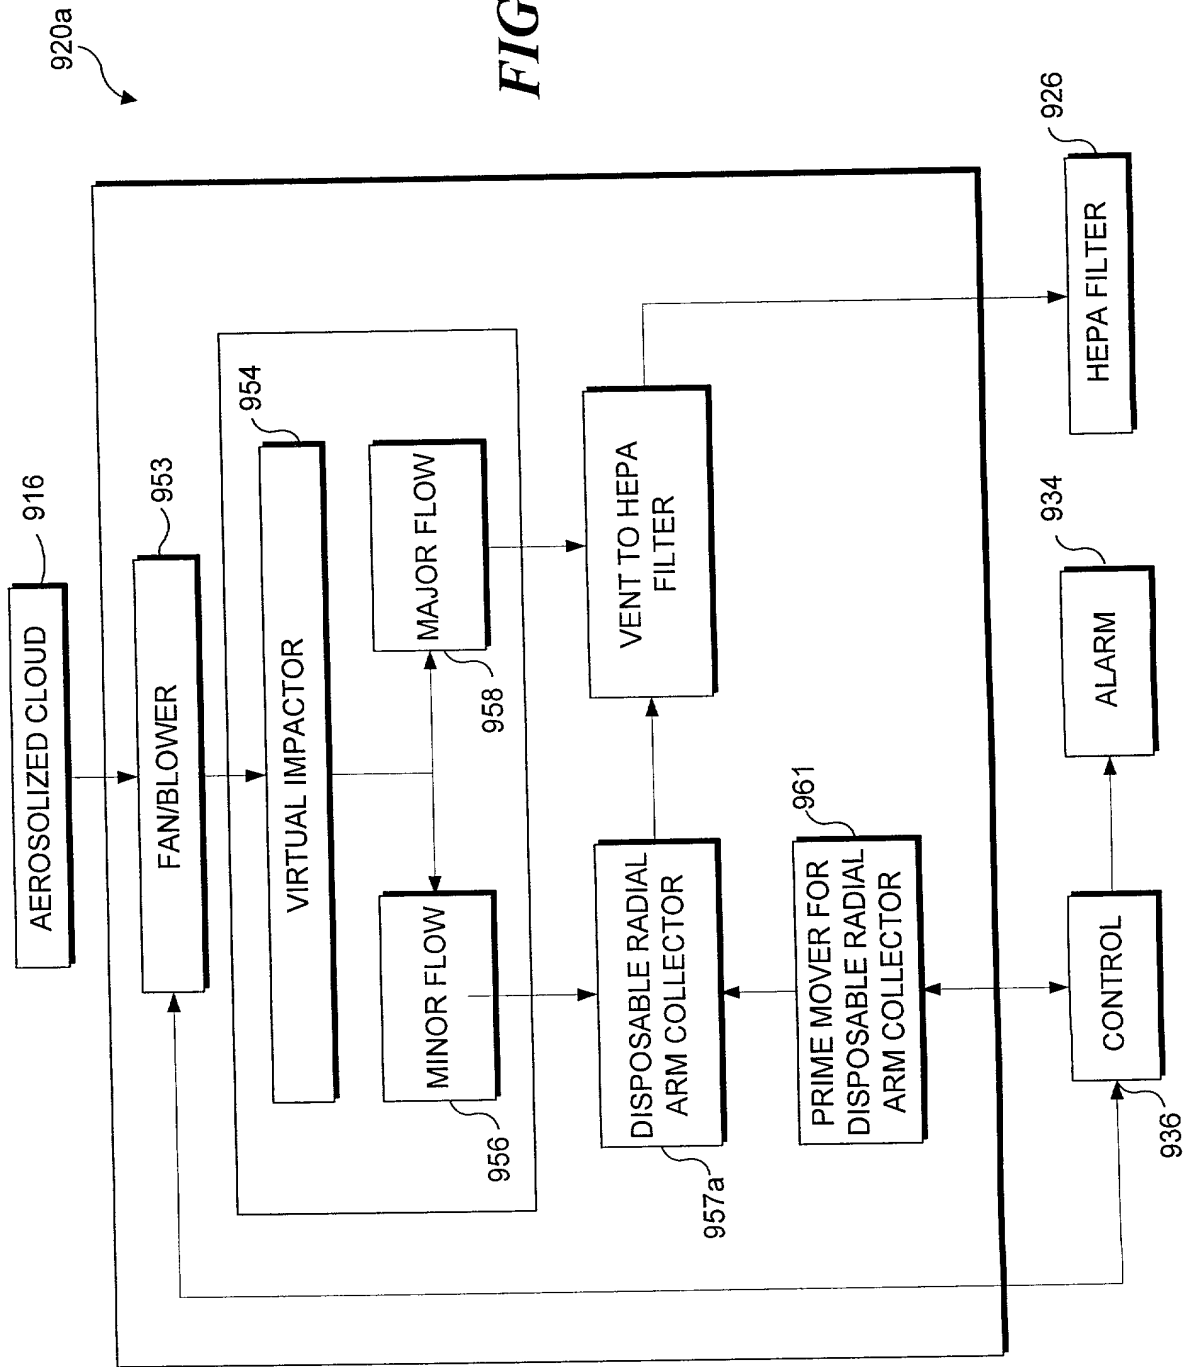 920a
FIG
AEROSOLIZED CLOUD
916
FAN/BLOWER
953
954
VIRTUAL IMPACTOR
MINOR FLOW
956
MAJOR FLOW
958
DISPOSABLE RADIAL
ARM COLLECTOR
957a
VENT TO HEPA
FILTER
PRIME MOVER FOR
DISPOSABLE RADIAL
ARM COLLECTOR
961
CONTROL
936
ALARM
934
HEPA FILTER
926